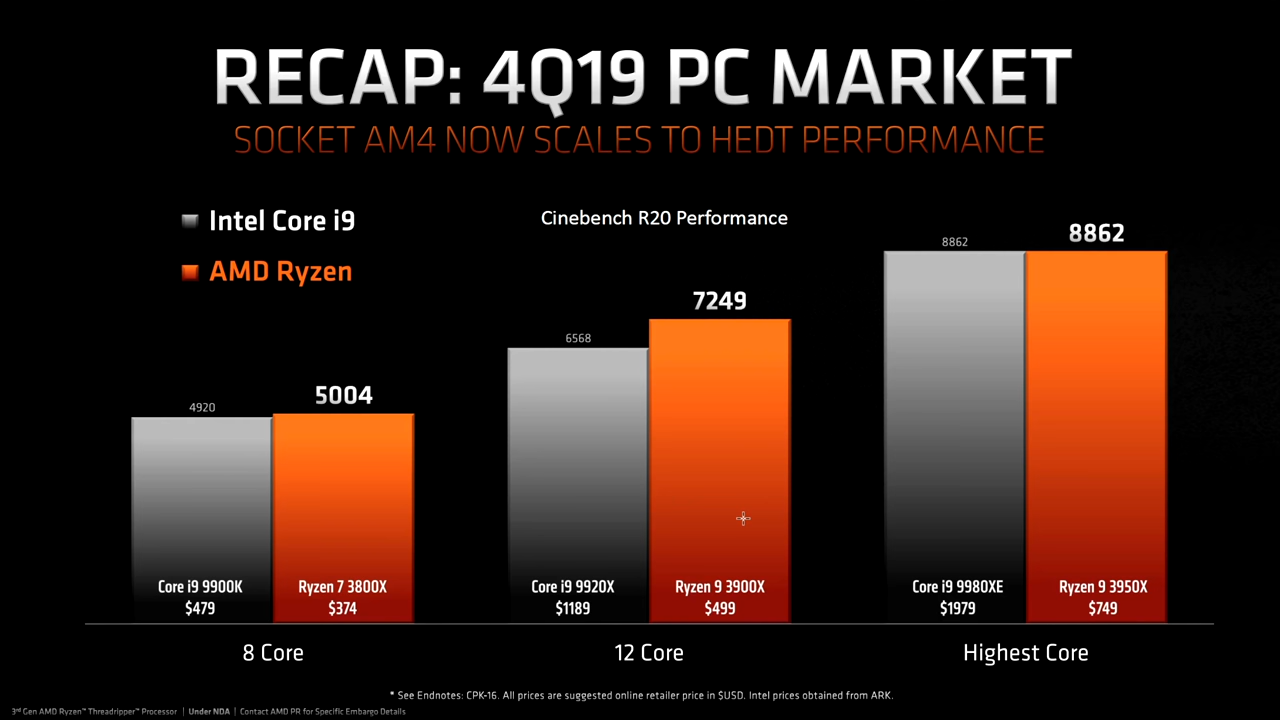 RECAP: 4Q19 PC MARKET
SOCKET AM4 NOW SCALES TO HEDT PERFORMANCE
Intel Core i9
AMD Ryzen
Cinebench R20 Performance
4920
5004
6568
7249
8862
8862
Core i9 9900K
$479
Ryzen 7 3800X
$374
Core i9 9920X
$1189
Ryzen 9 3900X
$499
Core i9 9980XE
$1979
Ryzen 9 3950X
$749
8 Core
12 Core
Highest Core
* See Endnotes: CPK-16. All prices are suggested online retailer price in $USD. Intel prices obtained from ARK.
3rd Gen AMD Ryzen™ Threadripper™ Processor | Under NDA | Contact AMD PR for Specific Embargo Details